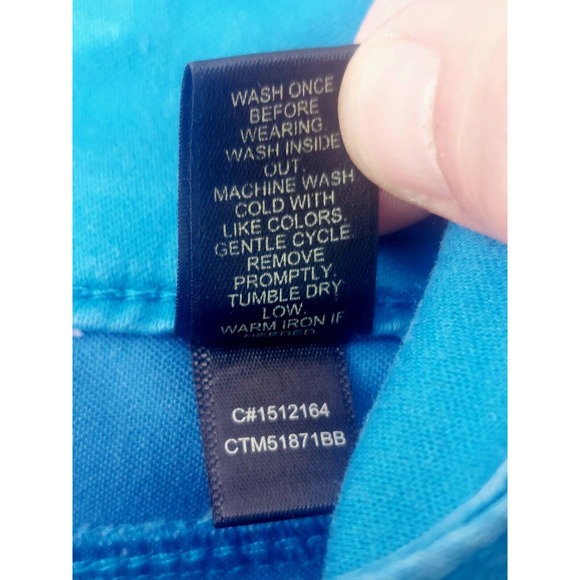 WASH ONCE
BEFORE
WEARING
WASH INSIDE
OUT.
MACHINE WASH
COLD WITH
LIKE COLORS.
GENTLE CYCLE.
REMOVE
PROMPTLY.
TUMBLE DRY
LOW.
WARM IRON IF
NEEDED
C#1512164
CTM51871BB